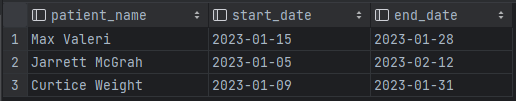 patient_name start_date end_date
1 Max Valeri 2023-01-15 2023-01-28
2 Jarrett McGrah 2023-01-05 2023-02-12
3 Curtice Weight 2023-01-09 2023-01-31